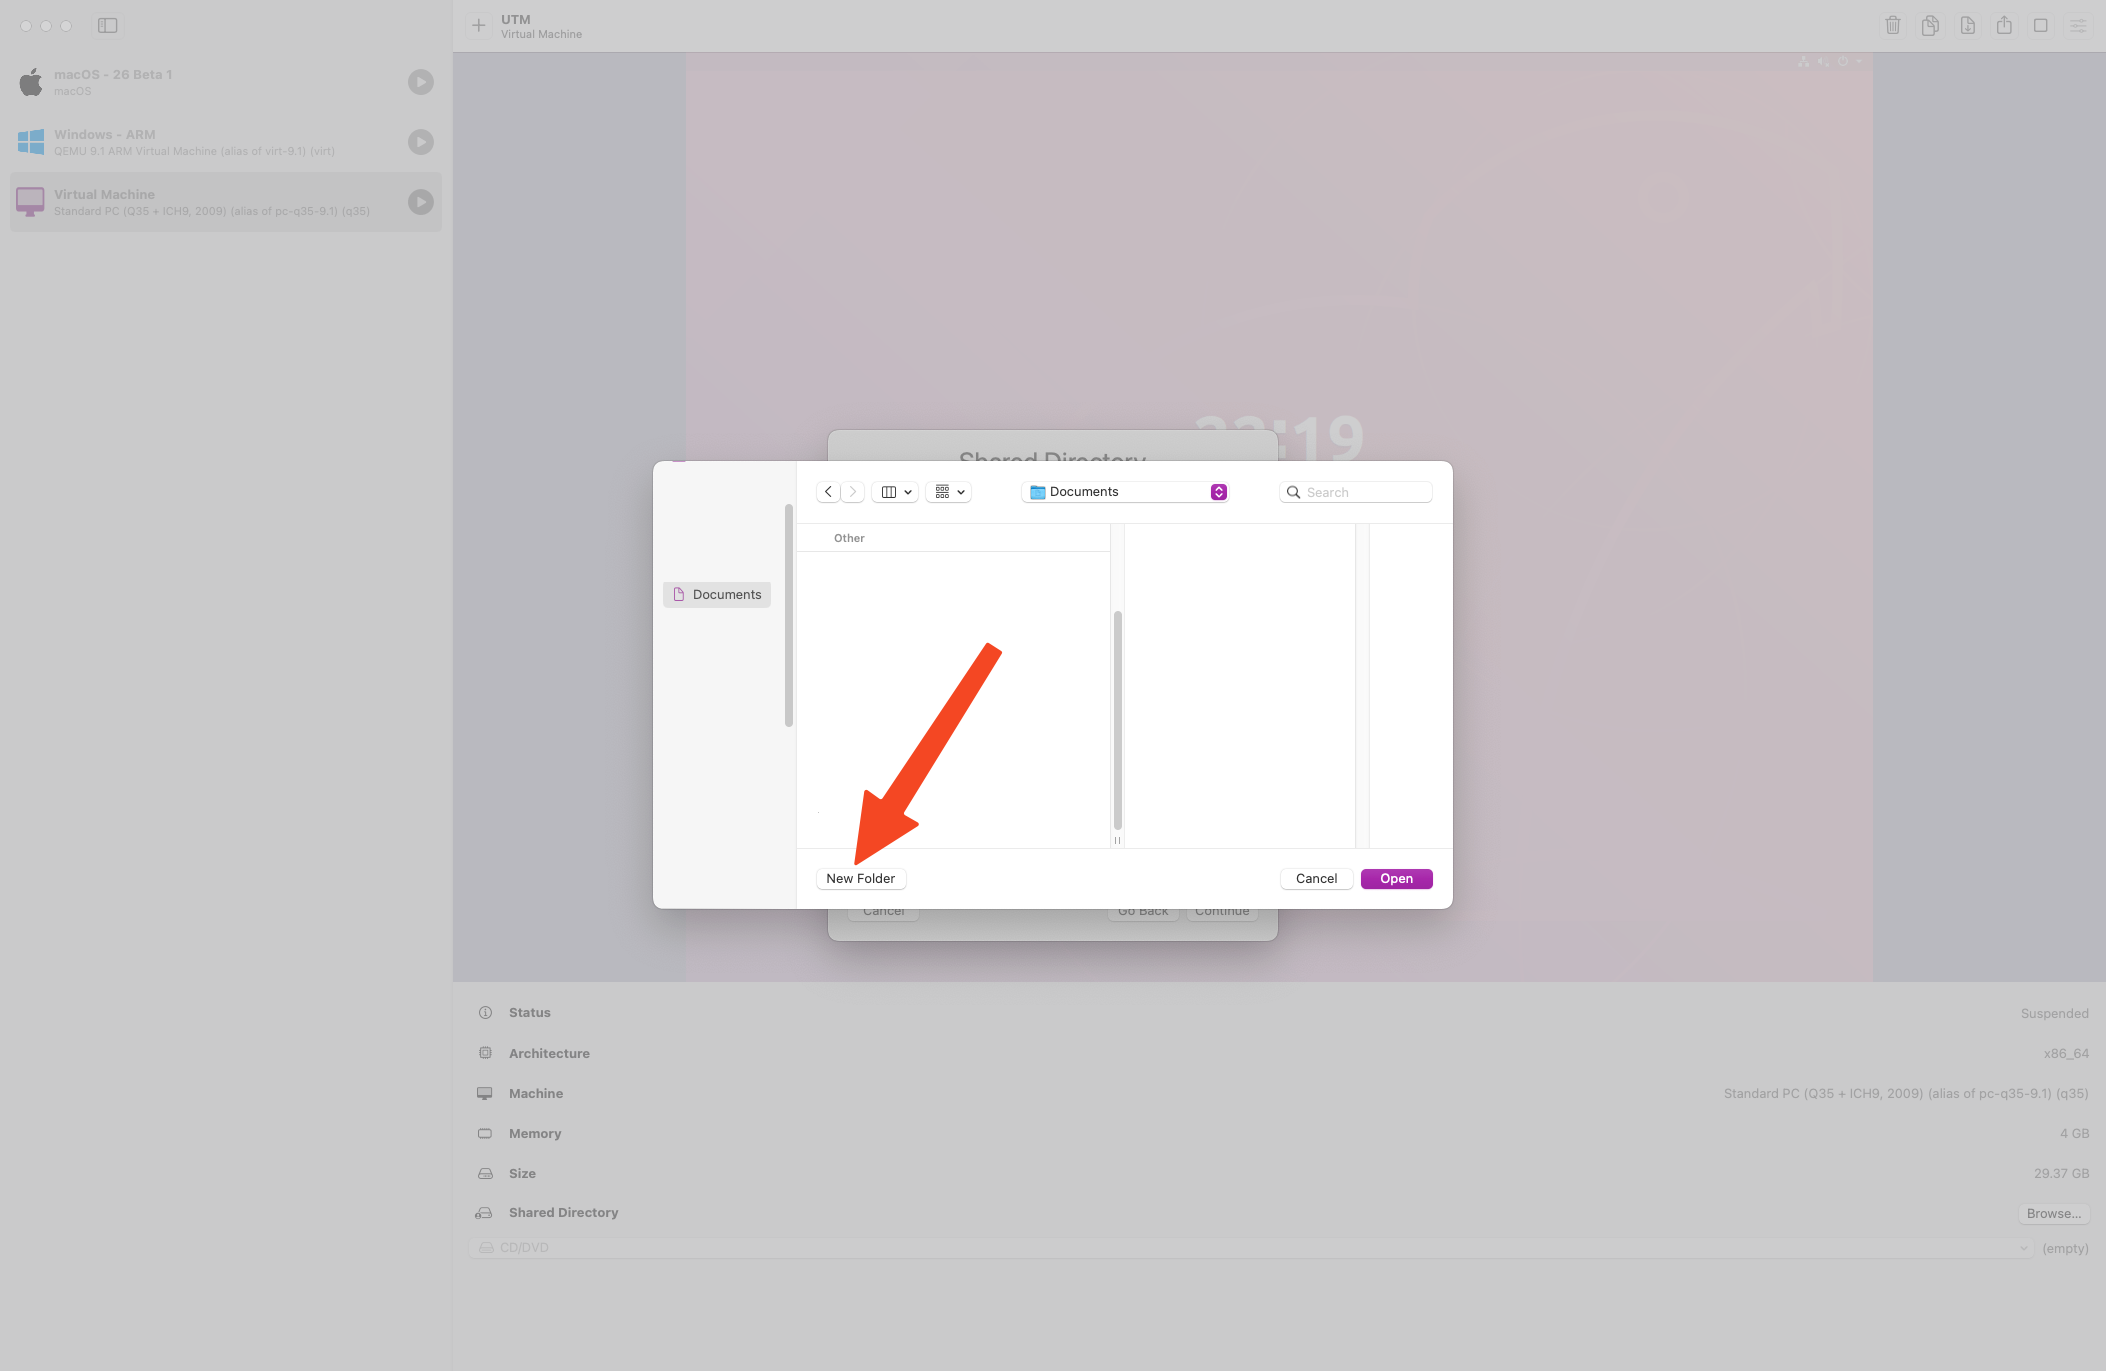 UTM
Virtual Machine
macOS - 26 Beta 1
macOS
Windows - ARM
QEMU 9.1 ARM Virtual Machine (alias of virt-9.1) (virt)
Virtual Machine
Standard PC (Q35 + ICH9, 2009) (alias of pc-q35-9.1) (q35)
:19
Shared Directory
Documents
Search
Other
Documents
New Folder
Cancel
Open
Cancel
Go Back
Continue
Status
Suspended
Architecture
x86_64
Machine
Standard PC (Q35 + ICH9, 2009) (alias of pc-q35-9.1) (q35)
Memory
4 GB
Size
29.37 GB
Shared Directory
Browse...
CD/DVD
(empty)